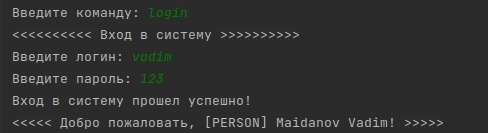 Введите команду: login
<<<<<<<<<< Вход в систему >>>>>>>>>>
Введите логин: vadim
Введите пароль: 123
Вход в систему прошел успешно!
<<<<< Добро пожаловать, [PERSON] Maidanov Vadim! >>>>>